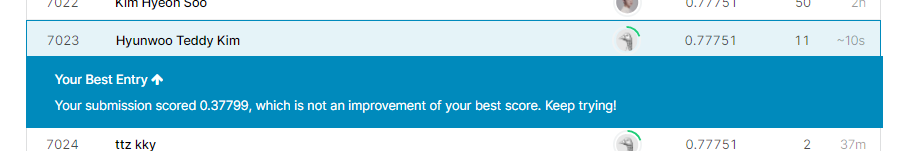 7022 Kim Hyeon Soo 0.77751 50 2h
7023 Hyunwoo Teddy Kim 0.77751 11 ~10s
Your Best Entry
Your submission scored 0.37799, which is not an improvement of your best score. Keep trying!
7024 ttz kky 0.77751 2 37m